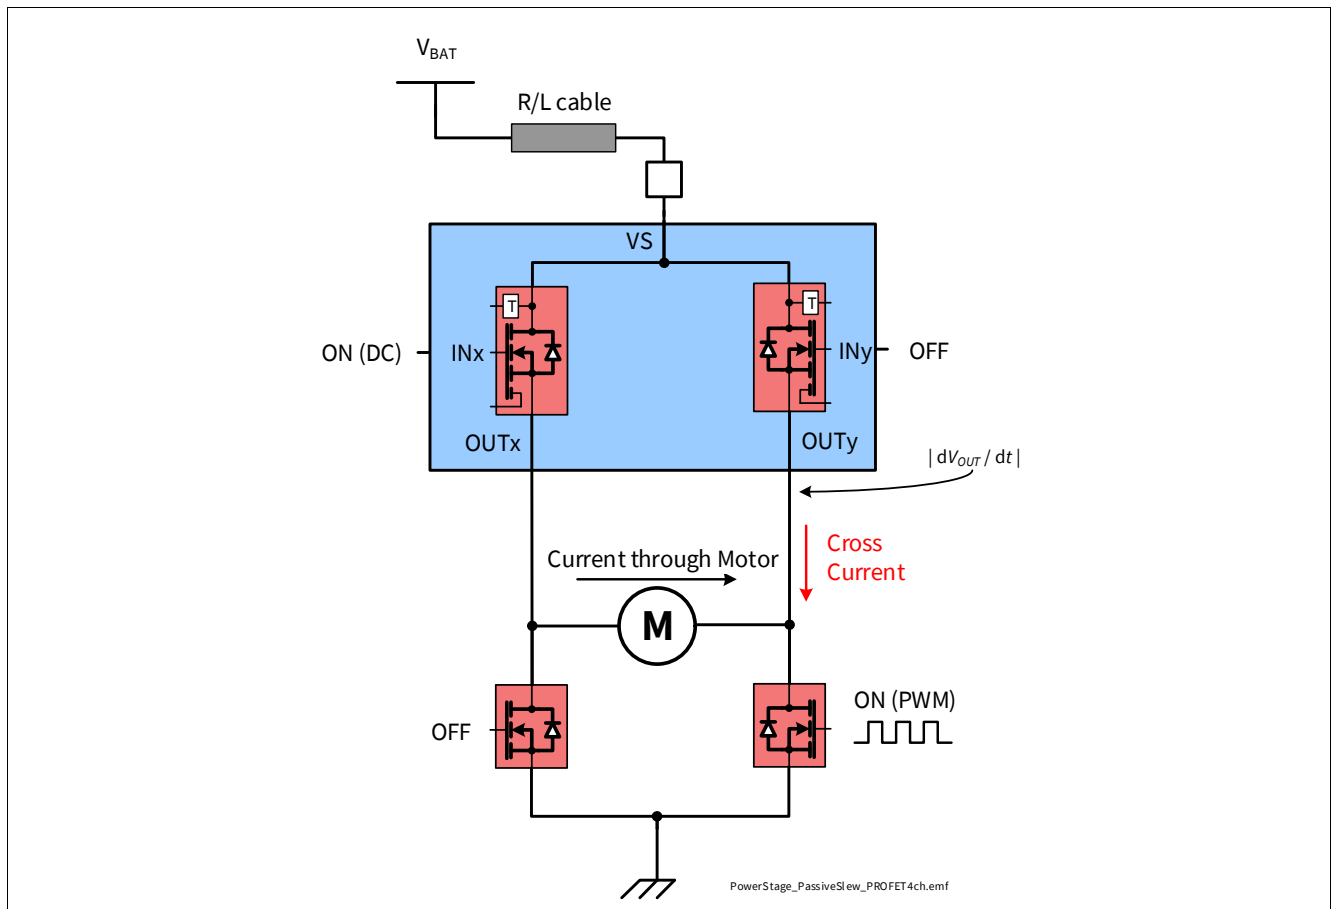 VBAT
R/L cable
VS
T
T
ON (DC)
INx
INy
OFF
OUTx
OUTy
| dVOUT / dt |
Cross
Current
Current through Motor
M
OFF
ON (PWM)
PowerStage_PassiveSlew_PROFET4ch.emf